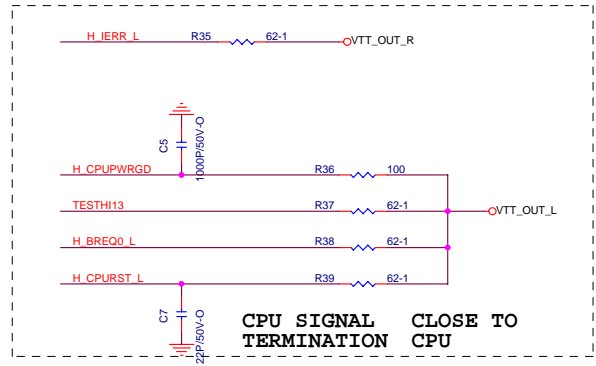 H_IERR_L R35 62-1 VTT_OUT_R
C5 1000P/50V-O
H_CPUPWRGD R36 100
TESTHI13 R37 62-1 VTT_OUT_L
H_BREQ0_L R38 62-1
H_CPURST_L R39 62-1
C7 22P/50V-O
CPU SIGNAL CLOSE TO
TERMINATION CPU